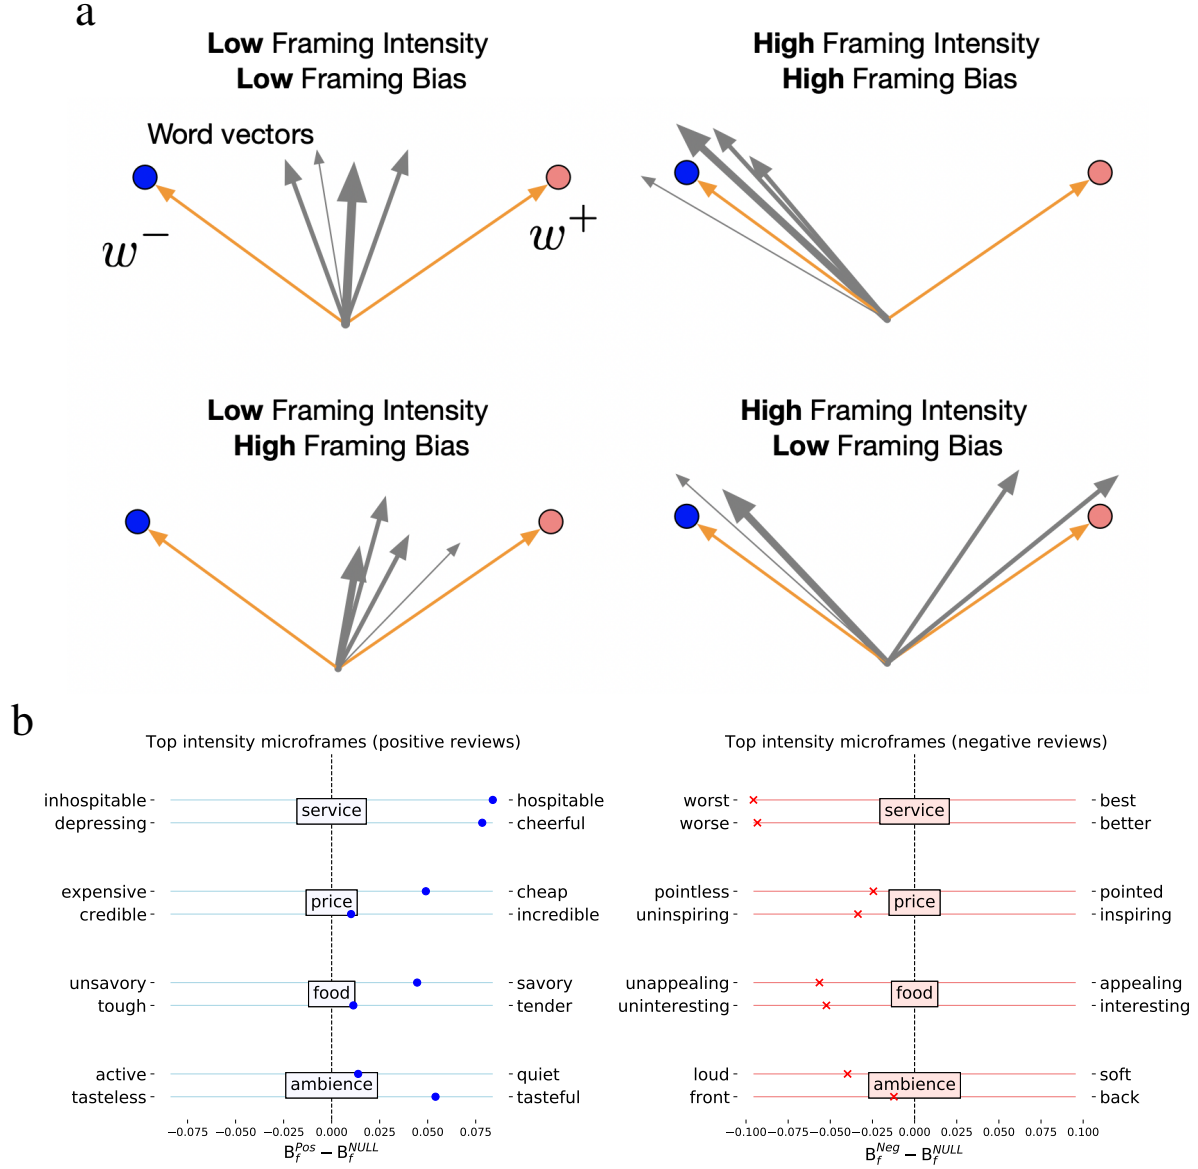 a
Low Framing Intensity
Low Framing Bias
High Framing Intensity
High Framing Bias
Word vectors
w⁻
w⁺
Low Framing Intensity
High Framing Bias
High Framing Intensity
Low Framing Bias
b
Top intensity microframes (positive reviews)
inhospitable
hospitable
service
depressing
cheerful
expensive
cheap
price
credible
incredible
unsavory
savory
food
tough
tender
active
quiet
ambience
tasteless
tasteful
−0.075 −0.050 −0.025 0.000 0.025 0.050 0.075
B_f^Pos − B_f^NULL
Top intensity microframes (negative reviews)
worst
best
service
worse
better
pointless
pointed
price
uninspiring
inspiring
unappealing
appealing
food
uninteresting
interesting
loud
soft
ambience
front
back
−0.100 −0.075 −0.050 −0.025 0.000 0.025 0.050 0.075 0.100
B_f^Neg − B_f^NULL